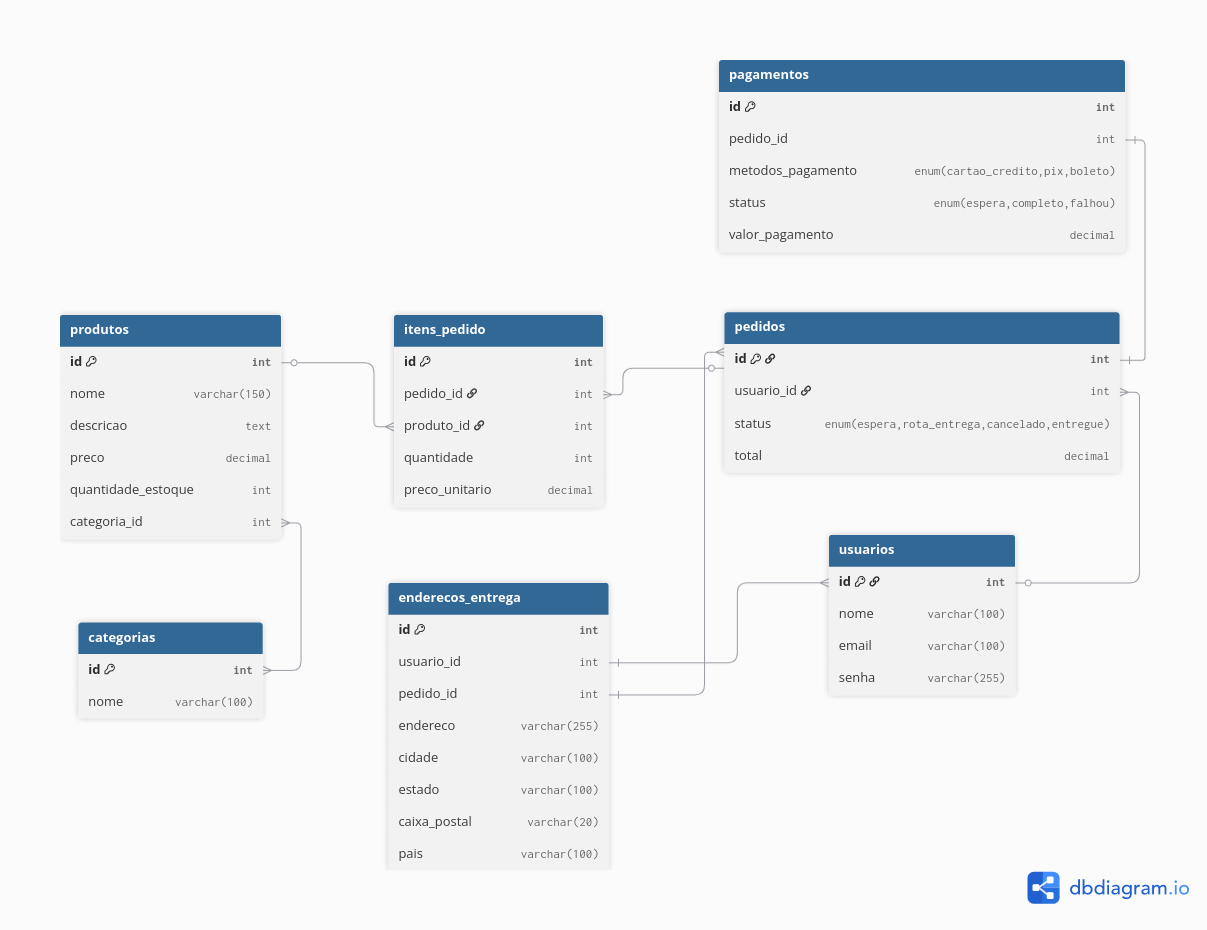 pagamentos
id int
pedido_id int
metodos_pagamento enum(cartao_credito,pix,boleto)
status enum(espera,completo,falhou)
valor_pagamento decimal
produtos
id int
nome varchar(150)
descricao text
preco decimal
quantidade_estoque int
categoria_id int
itens_pedido
id int
pedido_id int
produto_id int
quantidade int
preco_unitario decimal
pedidos
id int
usuario_id int
status enum(espera,rota_entrega,cancelado,entregue)
total decimal
usuarios
id int
nome varchar(100)
email varchar(100)
senha varchar(255)
enderecos_entrega
id int
usuario_id int
pedido_id int
endereco varchar(255)
cidade varchar(100)
estado varchar(100)
caixa_postal varchar(20)
pais varchar(100)
categorias
id int
nome varchar(100)
dbdiagram.io